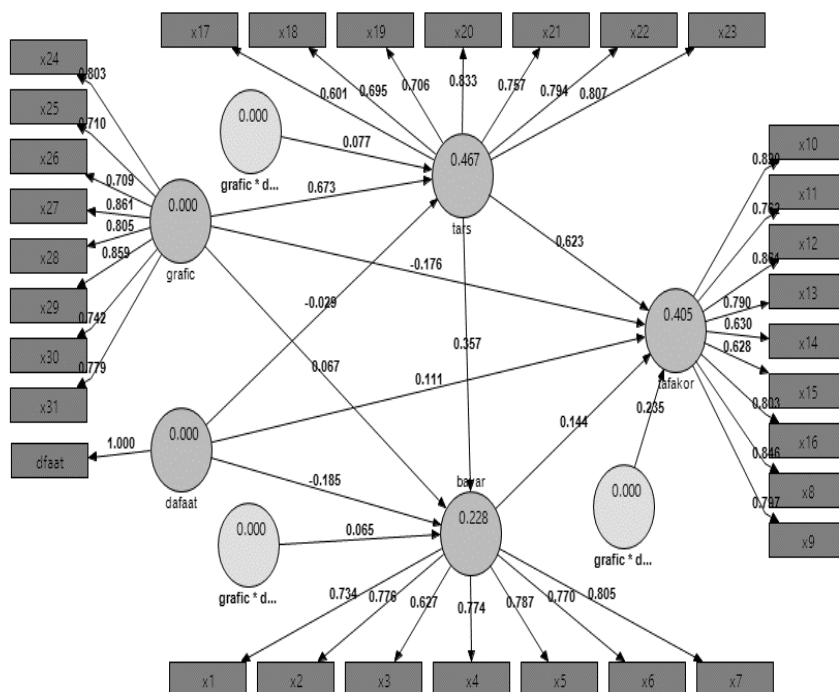 x17
x18
x19
x20
x21
x22
x23
x24
x25
x26
x27
x28
x29
x30
x31
0.803
0.710
0.709
0.861
0.805
0.859
0.742
0.779
0.601
0.695
0.706
0.833
0.757
0.794
0.807
0.000
grafic * d...
0.077
0.467
tars
0.000
grafic
0.673
-0.176
0.623
-0.029
0.067
0.357
0.111
x10
x11
x12
x13
x14
x15
x16
x8
x9
0.790
0.630
0.628
0.803
0.846
0.797
0.405
tafakor
dfaat
1.000
0.000
dafaat
-0.185
0.144
0.235
0.000
grafic * d...
0.065
0.228
0.000
grafic * d...
0.734
0.776
0.627
0.774
0.787
0.770
0.805
x1
x2
x3
x4
x5
x6
x7